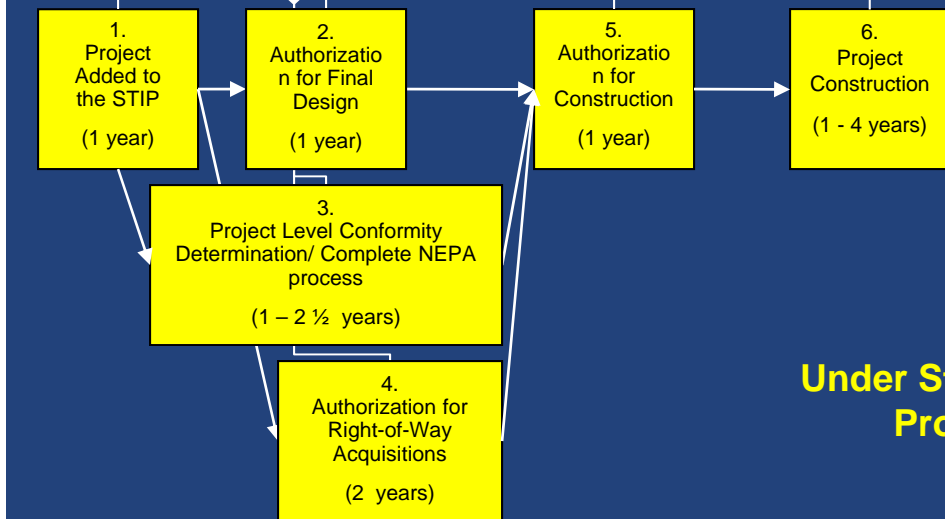 1.
Project
Added to
the STIP
(1 year)
2.
Authorizatio
n for Final
Design
(1 year)
5.
Authorizatio
n for
Construction
(1 year)
6.
Project
Construction
(1 - 4 years)
3.
Project Level Conformity
Determination/ Complete NEPA
process
(1 – 2 ½ years)
4.
Authorization for
Right-of-Way
Acquisitions
(2 years)
Under